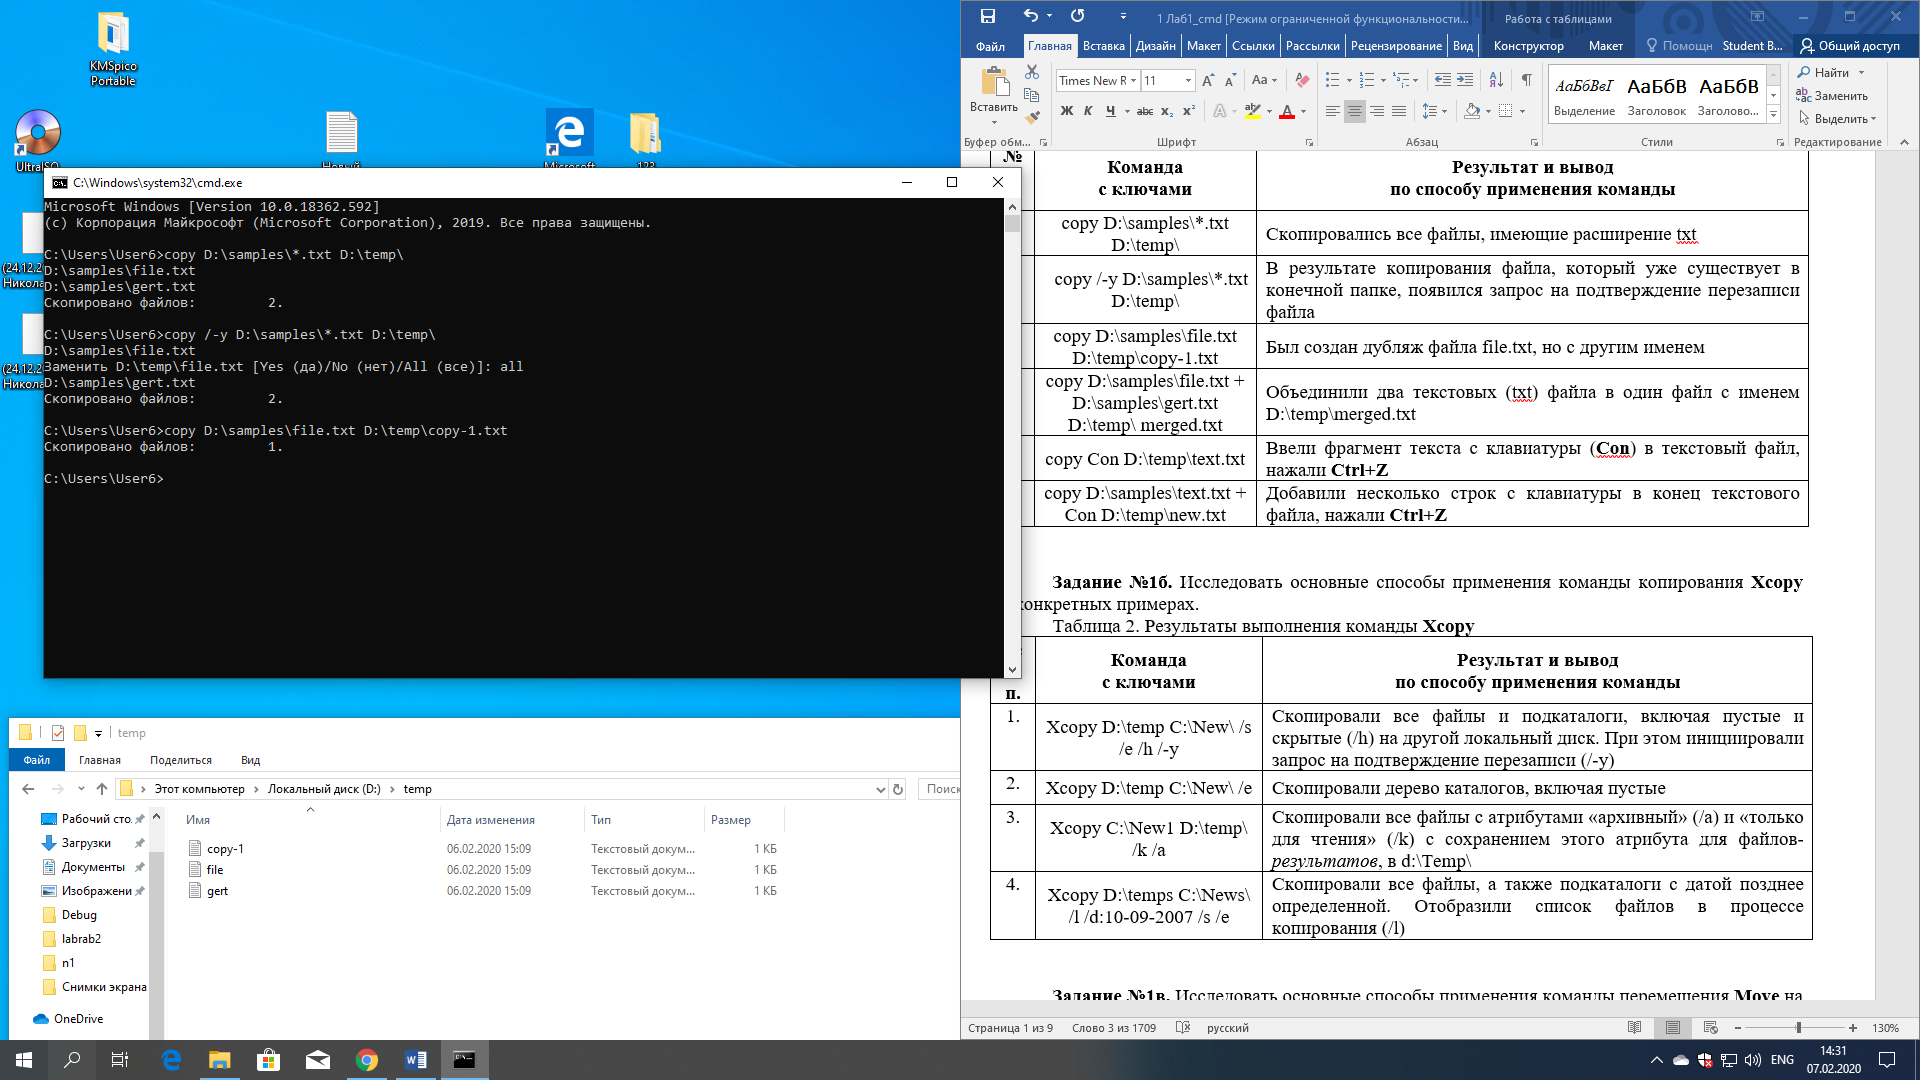 KMSpico
Portable
UltraISO
Новый
Microsoft
123
(24.12.2
Никола
(24.12.2
Никола
C:\Windows\system32\cmd.exe
Microsoft Windows [Version 10.0.18362.592]
(c) Корпорация Майкрософт (Microsoft Corporation), 2019. Все права защищены.
C:\Users\User6>copy D:\samples\*.txt D:\temp\
D:\samples\file.txt
D:\samples\gert.txt
Скопировано файлов:         2.
C:\Users\User6>copy /-y D:\samples\*.txt D:\temp\
D:\samples\file.txt
Заменить D:\temp\file.txt [Yes (да)/No (нет)/All (все)]: all
D:\samples\gert.txt
Скопировано файлов:         2.
C:\Users\User6>copy D:\samples\file.txt D:\temp\copy-1.txt
Скопировано файлов:         1.
C:\Users\User6>
temp
Файл Главная Поделиться Вид
Этот компьютер > Локальный диск (D:) > temp
Поиск
Рабочий сто.
Загрузки
Документы
Изображени
Debug
labrab2
n1
Снимки экрана
OneDrive
Имя Дата изменения Тип Размер
copy-1 06.02.2020 15:09 Текстовый докум... 1 КБ
file 06.02.2020 15:09 Текстовый докум... 1 КБ
gert 06.02.2020 15:09 Текстовый докум... 1 КБ
1 Лаб1_cmd [Режим ограниченной функциональности... Работа с таблицами
Файл Главная Вставка Дизайн Макет Ссылки Рассылки Рецензирование Вид Конструктор Макет Помощн Student B... Общий доступ
Вставить
Times New R 11
Ж К Ч abc x₂ x²
Aa
АаБбВвІ АаБбВ АаБбВ
Выделение Заголовок Заголово...
Найти
Заменить
Выделить
Буфер обм... Шрифт Абзац Стили Редактирование
№
Команда
с ключами
Результат и вывод
по способу применения команды
copy D:\samples\*.txt
D:\temp\
Скопировались все файлы, имеющие расширение txt
copy /-y D:\samples\*.txt
D:\temp\
В результате копирования файла, который уже существует в
конечной папке, появился запрос на подтверждение перезаписи
файла
copy D:\samples\file.txt
D:\temp\copy-1.txt
Был создан дубляж файла file.txt, но с другим именем
copy D:\samples\file.txt +
D:\samples\gert.txt
D:\temp\ merged.txt
Объединили два текстовых (txt) файла в один файл с именем
D:\temp\merged.txt
copy Con D:\temp\text.txt
Ввели фрагмент текста с клавиатуры (Con) в текстовый файл,
нажали Ctrl+Z
copy D:\samples\text.txt +
Con D:\temp\new.txt
Добавили несколько строк с клавиатуры в конец текстового
файла, нажали Ctrl+Z
Задание №1б. Исследовать основные способы применения команды копирования Xcopy
конкретных примерах.
Таблица 2. Результаты выполнения команды Xcopy
п.
Команда
с ключами
Результат и вывод
по способу применения команды
1.
Xcopy D:\temp C:\New\ /s
/e /h /-y
Скопировали все файлы и подкаталоги, включая пустые и
скрытые (/h) на другой локальный диск. При этом инициировали
запрос на подтверждение перезаписи (/-y)
2.
Xcopy D:\temp C:\New\ /e
Скопировали дерево каталогов, включая пустые
3.
Xcopy C:\New1 D:\temp\
/k /a
Скопировали все файлы с атрибутами «архивный» (/a) и «только
для чтения» (/k) с сохранением этого атрибута для файлов-
результатов, в d:\Temp\
4.
Xcopy D:\temps C:\News\
/l /d:10-09-2007 /s /e
Скопировали все файлы, а также подкаталоги с датой позднее
определенной. Отобразили список файлов в процессе
копирования (/l)
Задание №1в. Исследовать основные способы применения команды перемещения Move на
Страница 1 из 9 Слово 3 из 1709 русский 130%
ENG
14:31
07.02.2020